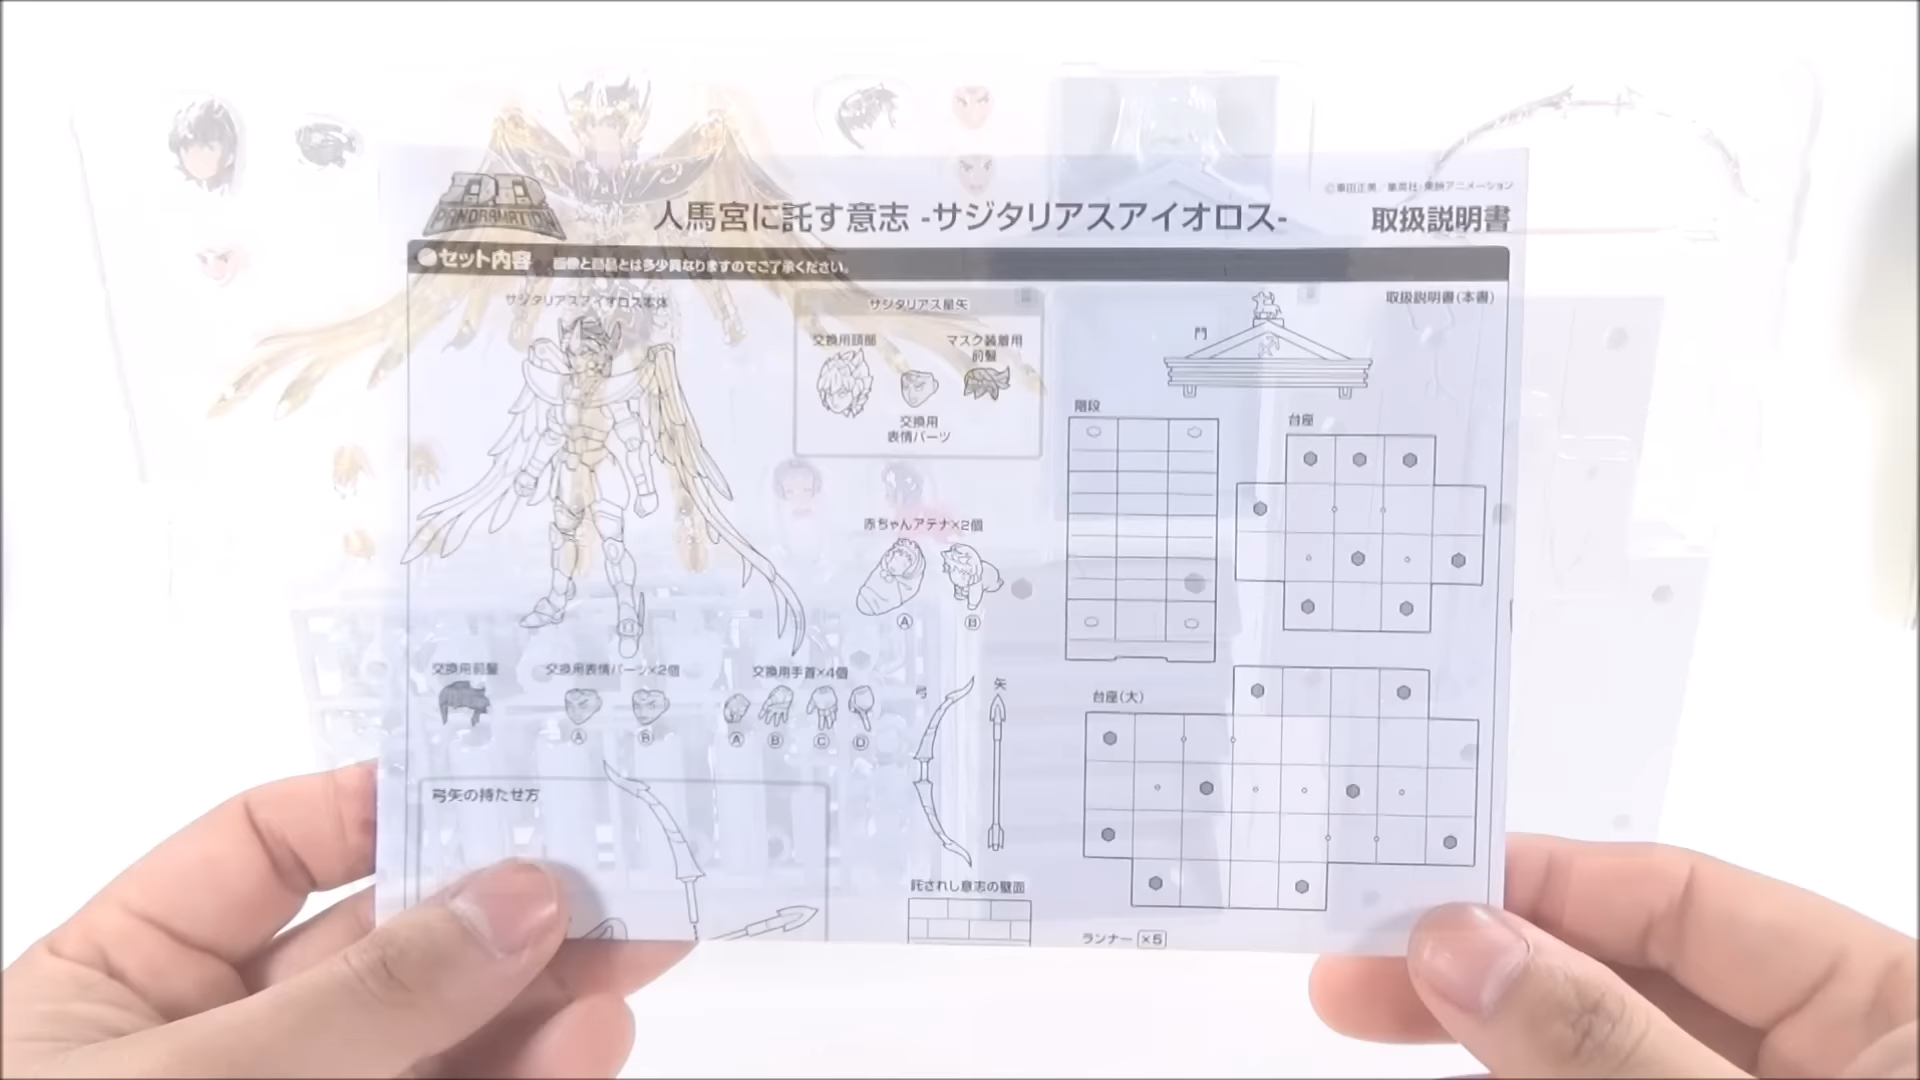 D.D.
PANORAMATION
人馬宮に託す意志 -サジタリアスアイオロス-
©車田正美／集英社・東映アニメーション
取扱説明書
●セット内容 画像と商品とは多少異なりますのでご了承ください。
サジタリアスアイオロス本体
サジタリアス星矢
交換用頭部
マスク装着用
前髪
交換用
表情パーツ
門
取扱説明書(本書)
階段
台座
赤ちゃんアテナ×2個
Ⓐ Ⓑ
交換用前髪
交換用表情パーツ×2個
Ⓐ Ⓑ
交換用手首×4個
Ⓐ Ⓑ Ⓒ Ⓓ
弓
矢
台座(大)
弓矢の持たせ方
託されし意志の壁面
ランナー ×5